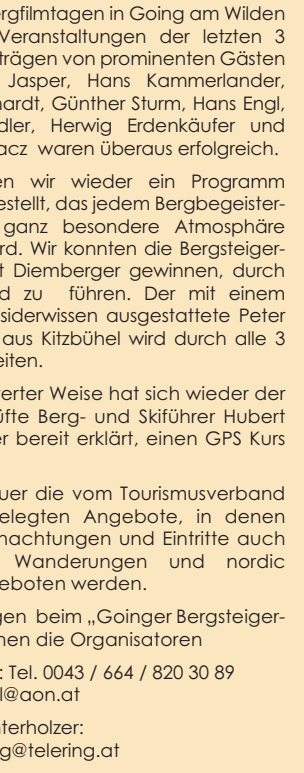 ergfilmtagen in Going am Wilden
Veranstaltungen der letzten 3
trägen von prominenten Gästen
Jasper, Hans Kammerlander,
hardt, Günther Sturm, Hans Engl,
dler, Herwig Erdenkäufer und
acz waren überaus erfolgreich.
en wir wieder ein Programm
estellt, das jedem Bergbegeister-
ganz besondere Atmosphäre
rd. Wir konnten die Bergsteiger-
t Diemberger gewinnen, durch
d zu führen. Der mit einem
siderwissen ausgestattete Peter
aus Kitzbühel wird durch alle 3
eiten.
erter Weise hat sich wieder der
üfte Berg- und Skiführer Hubert
er bereit erklärt, einen GPS Kurs
uer die vom Tourismusverband
elegten Angebote, in denen
nachtungen und Eintritte auch
Wanderungen und nordic
eboten werden.
gen beim „Goinger Bergsteiger-
hen die Organisatoren
: Tel. 0043 / 664 / 820 30 89
l@aon.at
nterholzer:
g@telering.at